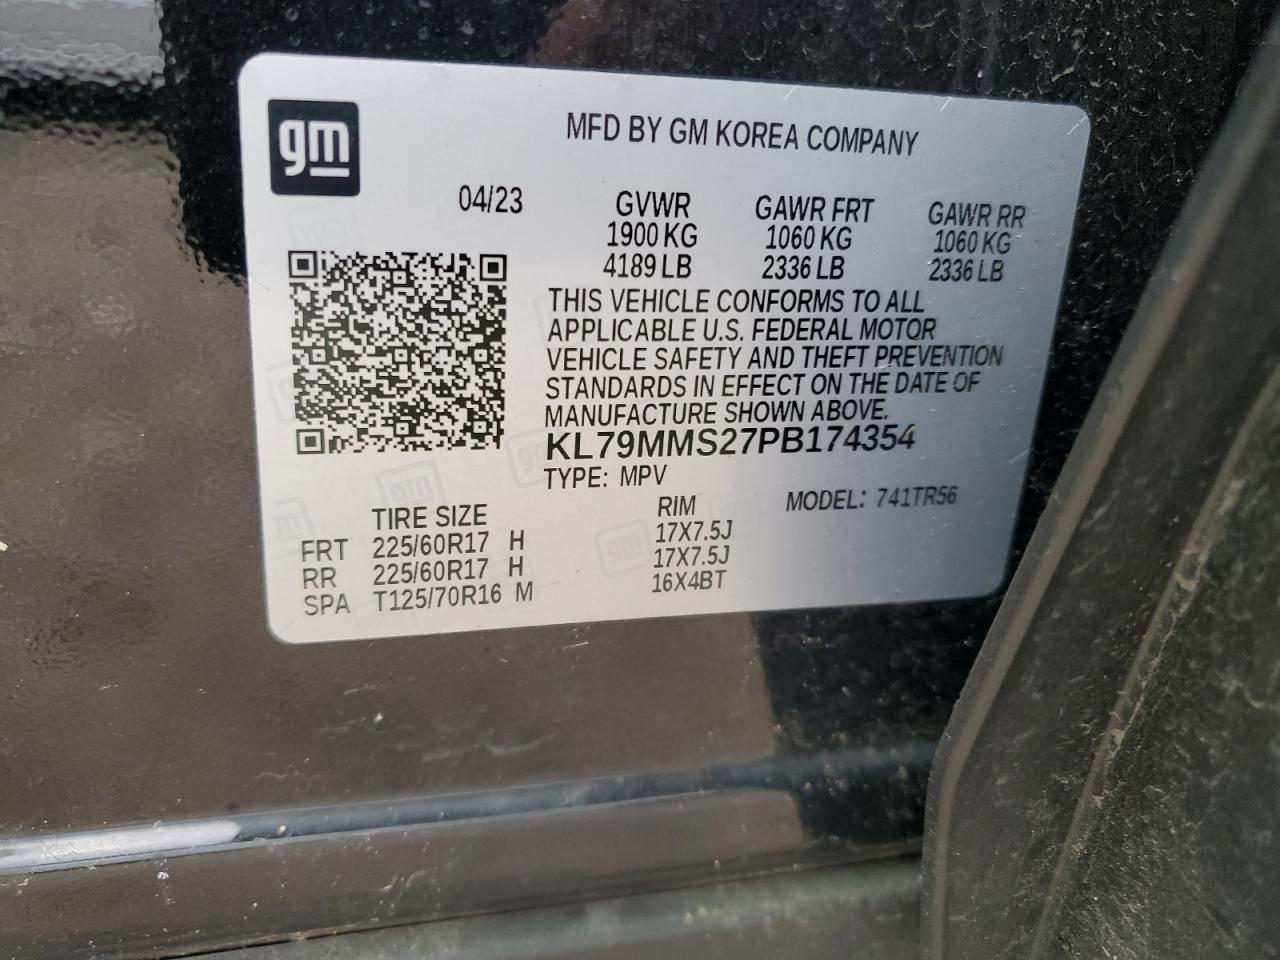 gm
MFD BY GM KOREA COMPANY
04/23
GVWR GAWR FRT GAWR RR
1900 KG 1060 KG 1060 KG
4189 LB 2336 LB 2336 LB
THIS VEHICLE CONFORMS TO ALL
APPLICABLE U.S. FEDERAL MOTOR
VEHICLE SAFETY AND THEFT PREVENTION
STANDARDS IN EFFECT ON THE DATE OF
MANUFACTURE SHOWN ABOVE.
KL79MMS27PB174354
TYPE: MPV
MODEL: 741TR56
TIRE SIZE RIM
FRT 225/60R17 H 17X7.5J
RR 225/60R17 H 17X7.5J
SPA T125/70R16 M 16X4BT